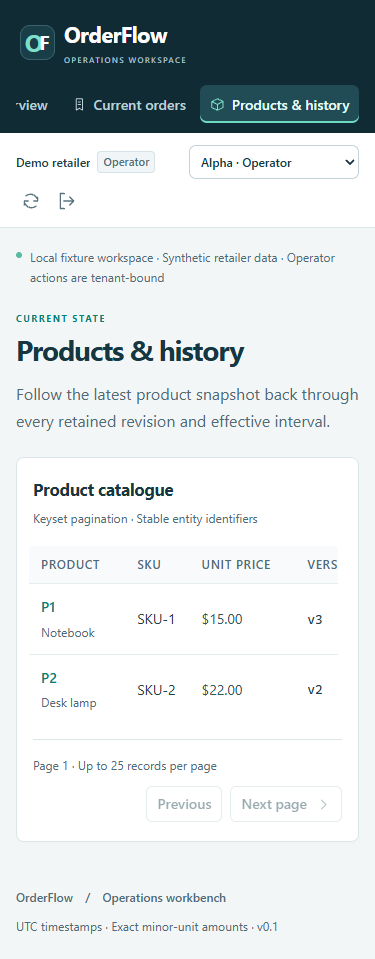 OF OrderFlow
OPERATIONS WORKSPACE
rview Current orders Products & history
Demo retailer Operator Alpha · Operator
Local fixture workspace · Synthetic retailer data · Operator
actions are tenant-bound
CURRENT STATE
Products & history
Follow the latest product snapshot back through
every retained revision and effective interval.
Product catalogue
Keyset pagination · Stable entity identifiers
PRODUCT SKU UNIT PRICE VERS
P1
Notebook SKU-1 $15.00 v3
P2
Desk lamp SKU-2 $22.00 v2
Page 1 · Up to 25 records per page
Previous Next page
OrderFlow / Operations workbench
UTC timestamps · Exact minor-unit amounts · v0.1